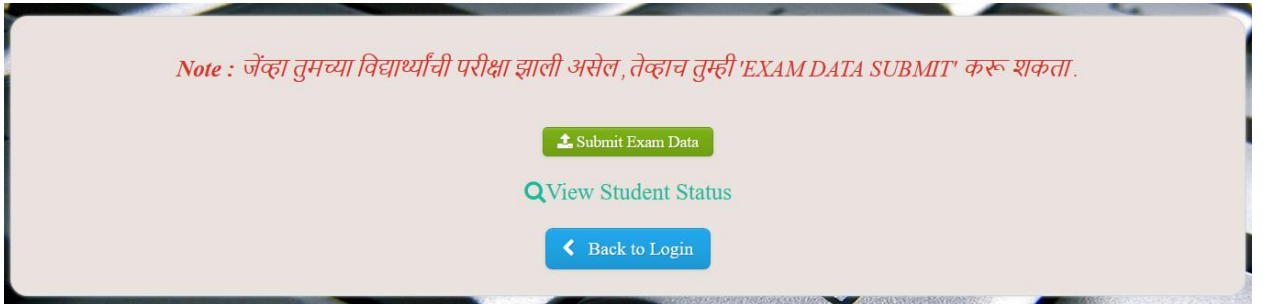 Note : जेंव्हा तुमच्या विद्यार्थ्यांची परीक्षा झाली असेल ,तेव्हाच तुम्ही 'EXAM DATA SUBMIT' करू शकता .
Submit Exam Data
View Student Status
Back to Login